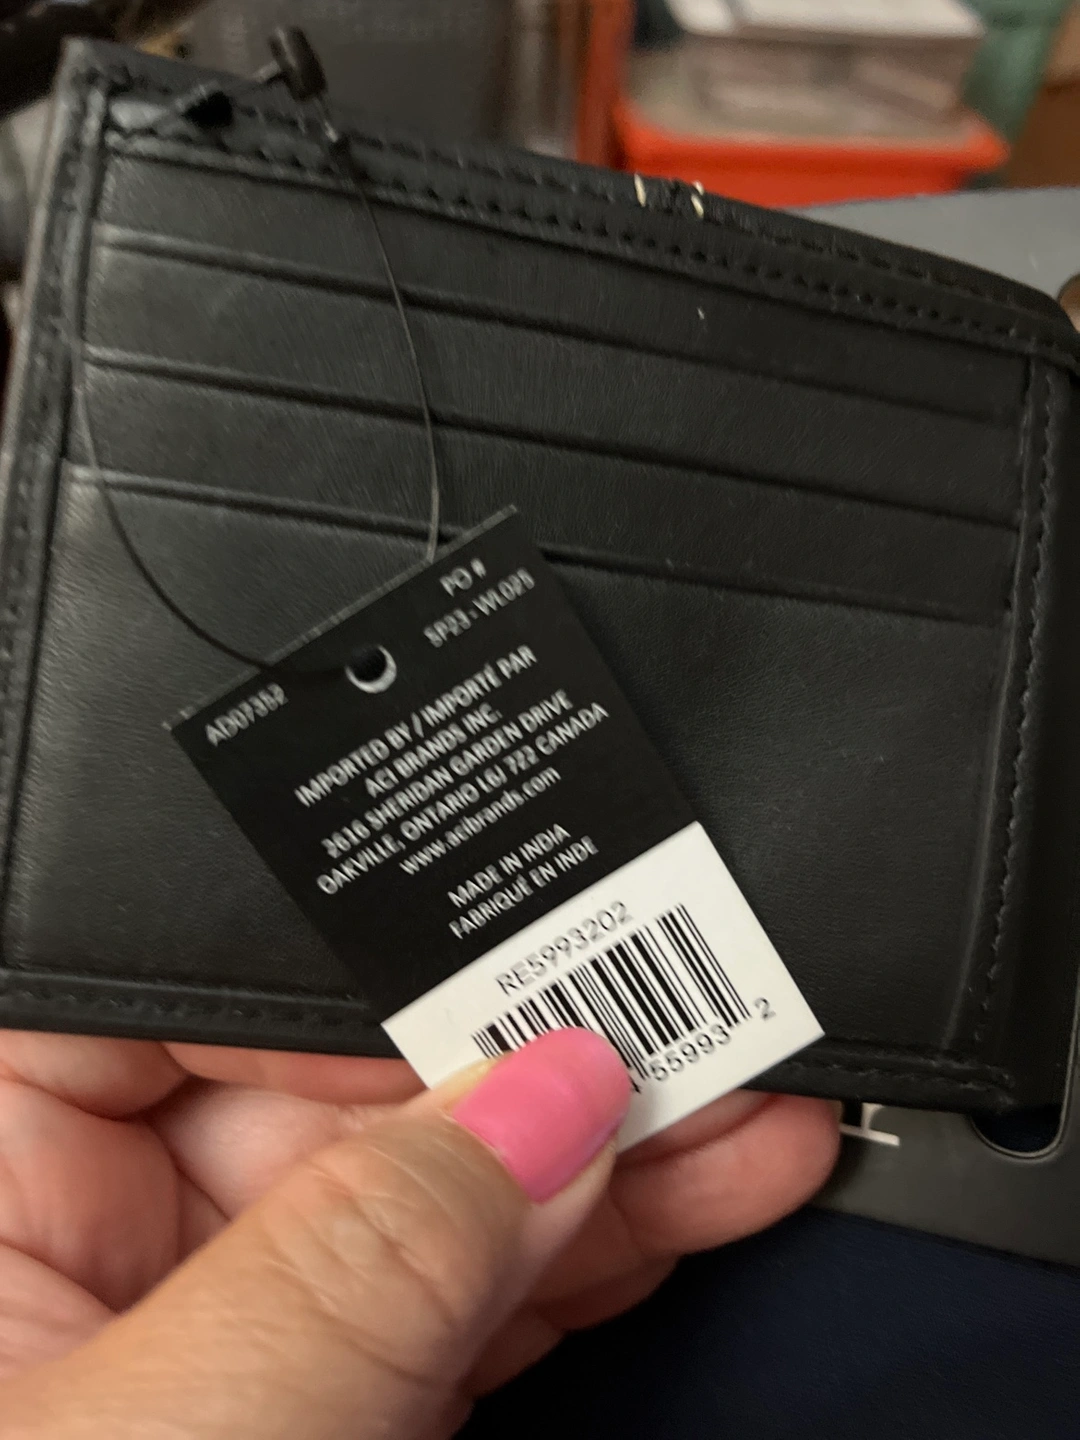 PO #
SP23-WL025
AD07352
IMPORTED BY / IMPORTÉ PAR
ACI BRANDS INC.
2616 SHERIDAN GARDEN DRIVE
OAKVILLE, ONTARIO L6J 7Z2 CANADA
www.acibrands.com
MADE IN INDIA
FABRIQUÉ EN INDE
RE5993202
55993 2